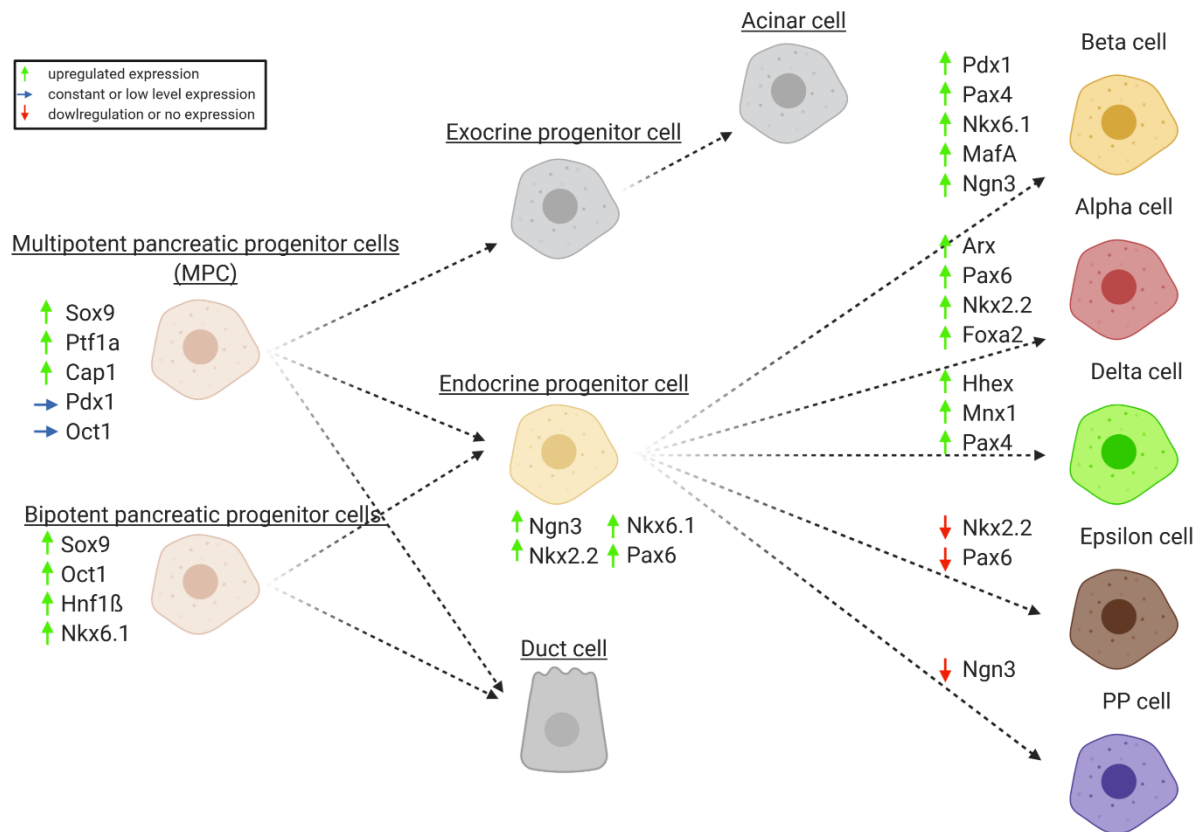 upregulated expression
constant or low level expression
dowlregulation or no expression
Acinar cell
Exocrine progenitor cell
Multipotent pancreatic progenitor cells
(MPC)
Sox9
Ptf1a
Cap1
Pdx1
Oct1
Bipotent pancreatic progenitor cells
Sox9
Oct1
Hnf1ß
Nkx6.1
Endocrine progenitor cell
Ngn3 Nkx6.1
Nkx2.2 Pax6
Duct cell
Beta cell
Pdx1
Pax4
Nkx6.1
MafA
Ngn3
Alpha cell
Arx
Pax6
Nkx2.2
Foxa2
Delta cell
Hhex
Mnx1
Pax4
Epsilon cell
Nkx2.2
Pax6
PP cell
Ngn3